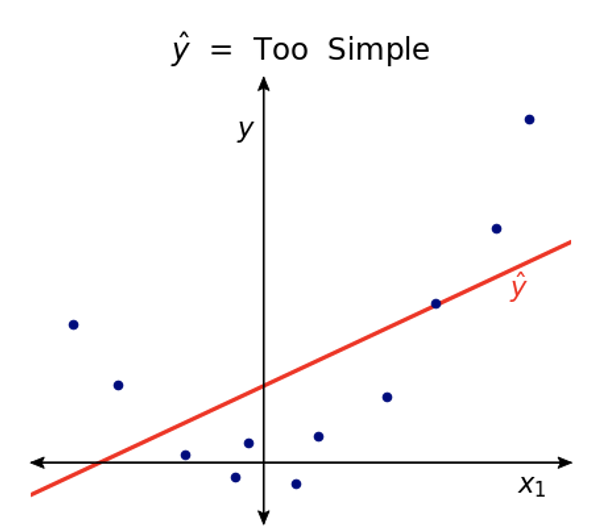 ŷ = Too Simple
y
ŷ
x₁